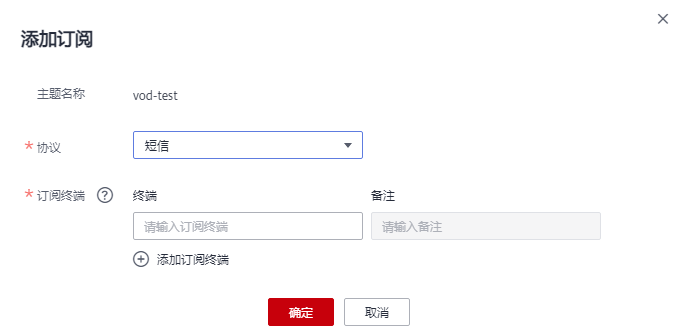 添加订阅
主题名称 vod-test
* 协议 短信
* 订阅终端 ? 终端 备注
请输入订阅终端 请输入备注
添加订阅终端
确定 取消